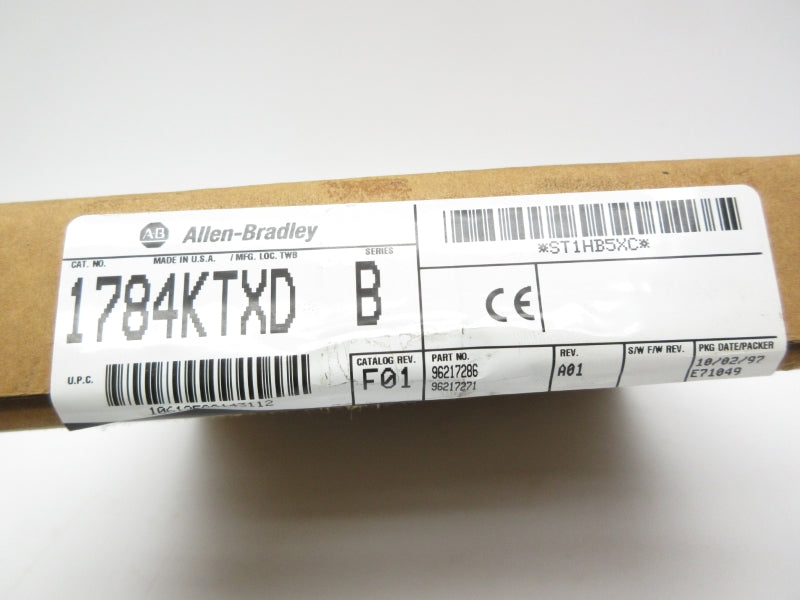 AB Allen-Bradley
CAT. NO. MADE IN U.S.A. / MFG. LOC. TWB SERIES
1784KTXD B
U.P.C.
CATALOG REV.
F01
PART NO.
96217286
96217271
REV.
A01
S/W F/W REV.
PKG DATE/PACKER
10/02/97
E71049
*ST1HB5XC*
CE